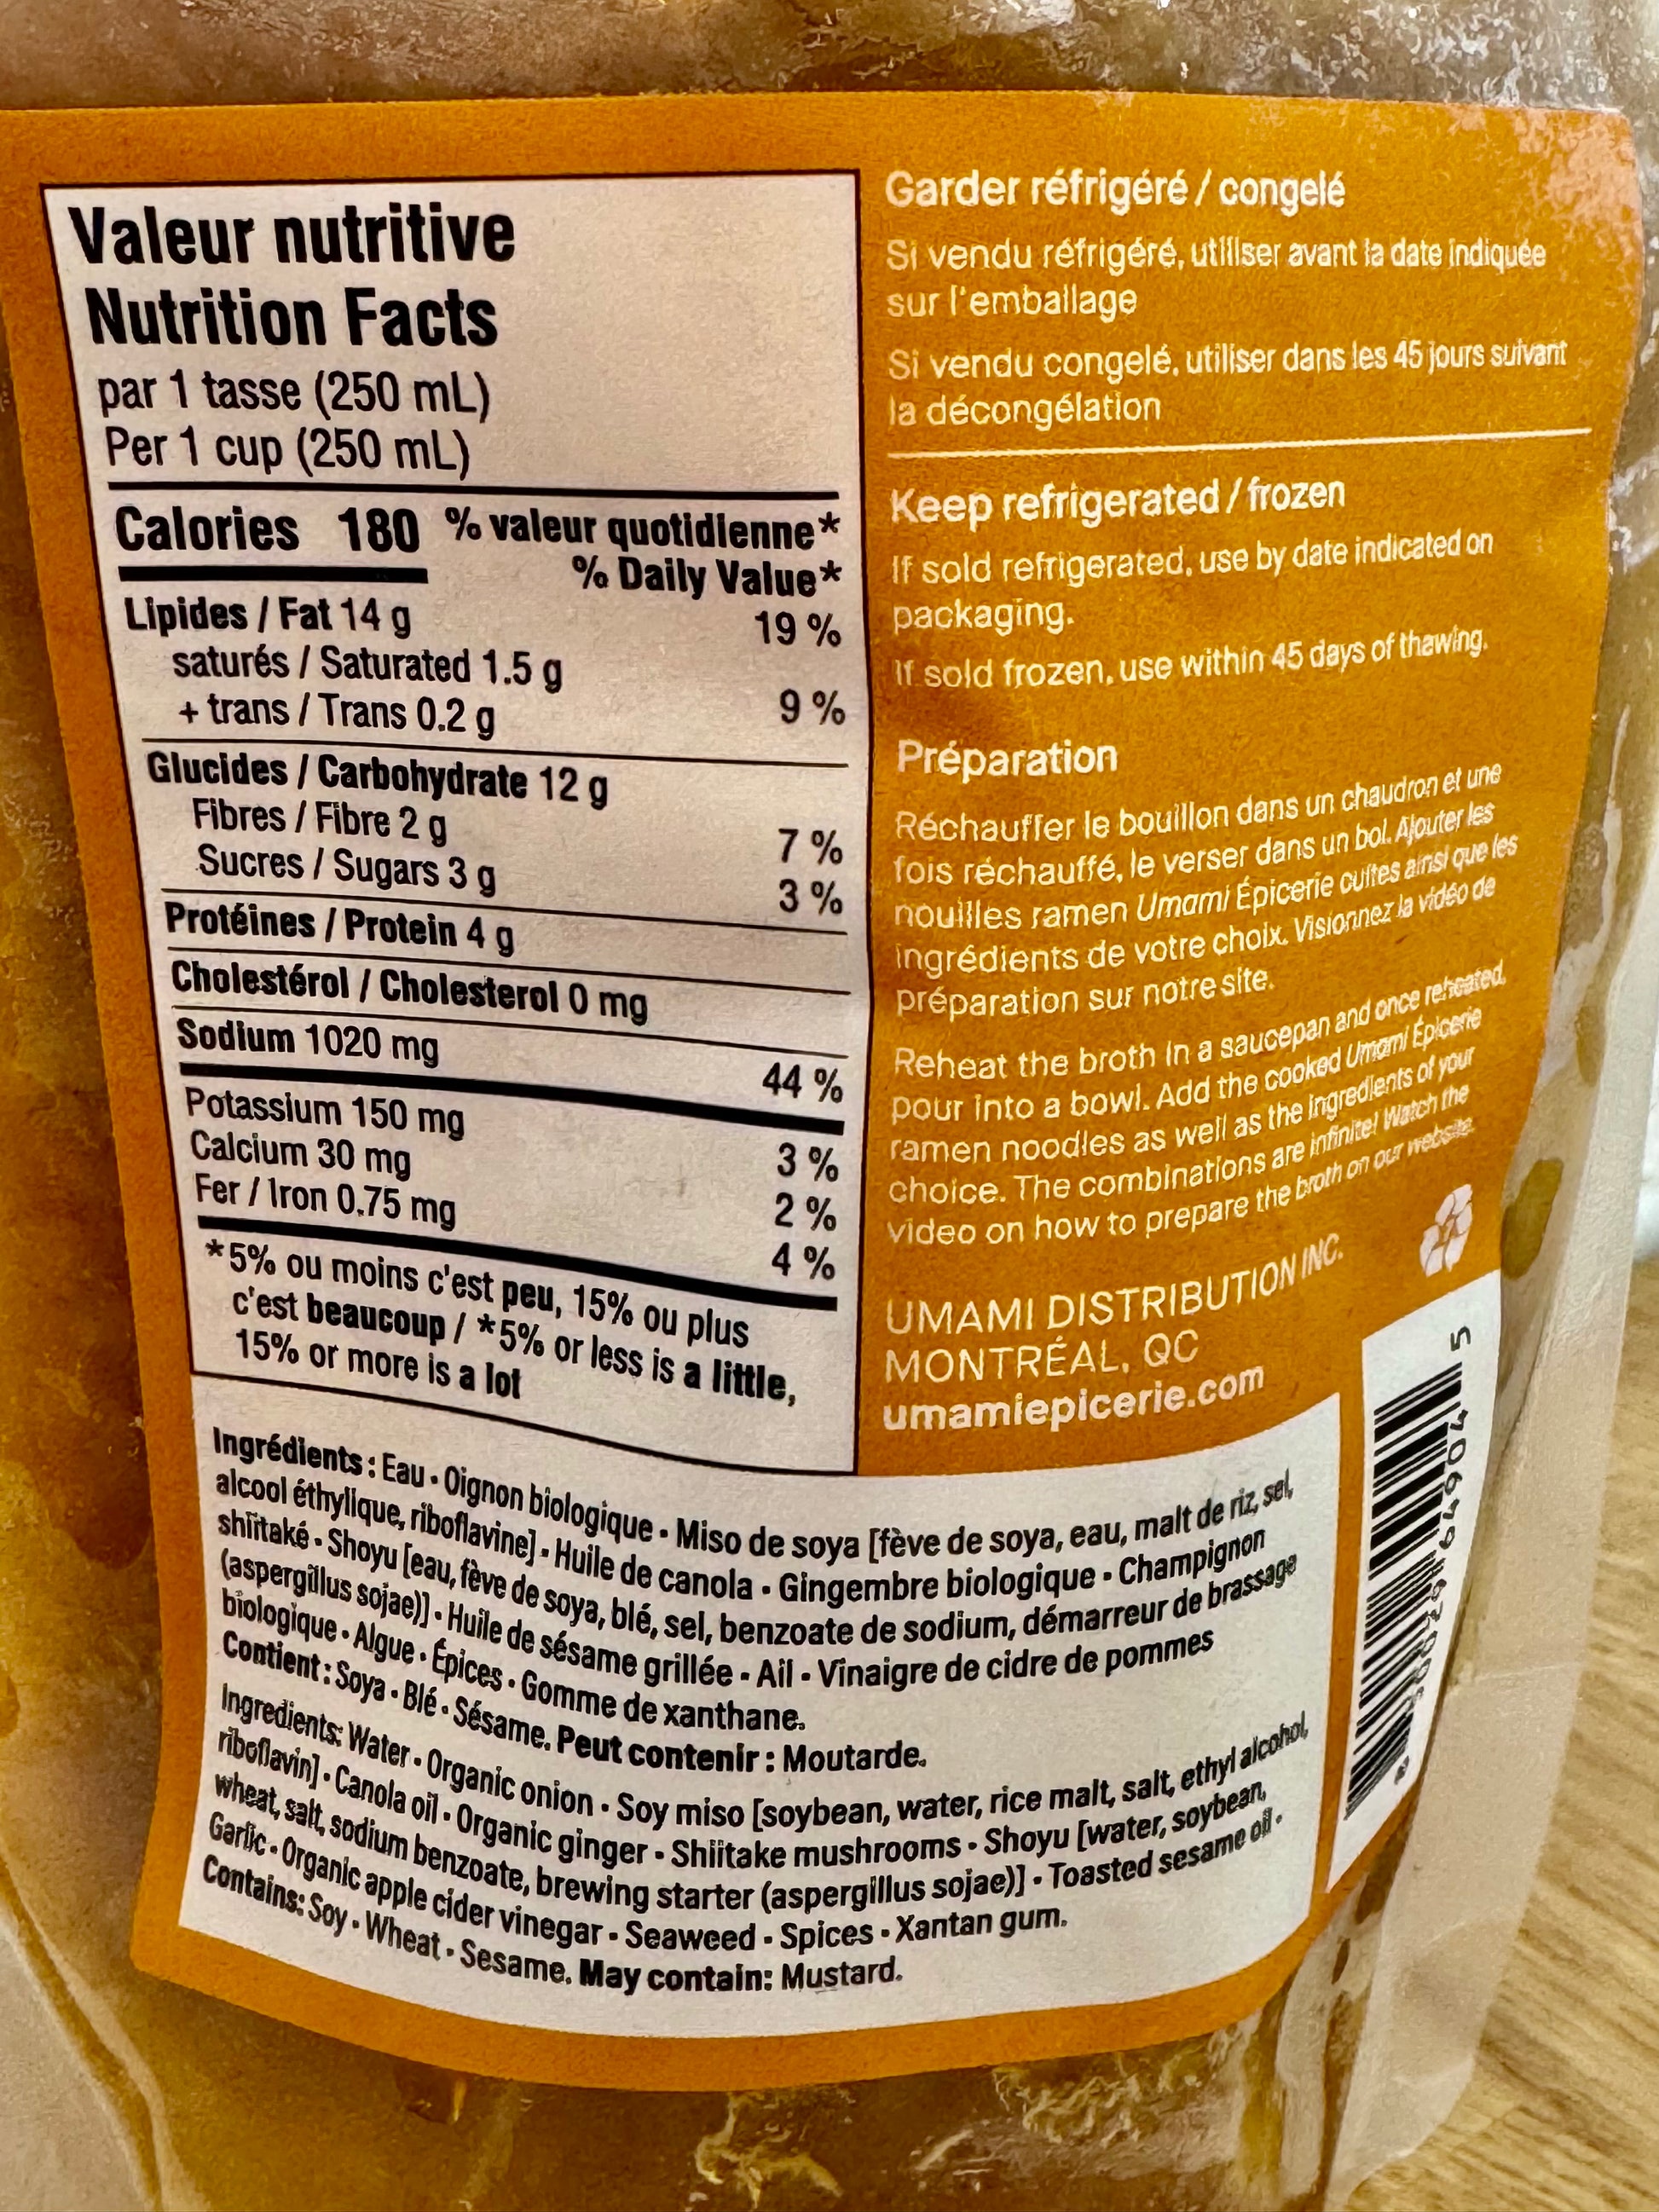 Valeur nutritive
Nutrition Facts
par 1 tasse (250 mL)
Per 1 cup (250 mL)
Calories 180 % valeur quotidienne*
% Daily Value*
Lipides / Fat 14 g 19 %
saturés / Saturated 1.5 g
+ trans / Trans 0.2 g 9 %
Glucides / Carbohydrate 12 g
Fibres / Fibre 2 g 7 %
Sucres / Sugars 3 g 3 %
Protéines / Protein 4 g
Cholestérol / Cholesterol 0 mg
Sodium 1020 mg 44 %
Potassium 150 mg 3 %
Calcium 30 mg 2 %
Fer / Iron 0.75 mg 4 %
*5% ou moins c'est peu, 15% ou plus
c'est beaucoup / *5% or less is a little,
15% or more is a lot
Garder réfrigéré / congelé
Si vendu réfrigéré, utiliser avant la date indiquée
sur l'emballage
Si vendu congelé, utiliser dans les 45 jours suivant
la décongélation
Keep refrigerated / frozen
If sold refrigerated, use by date indicated on
packaging.
If sold frozen, use within 45 days of thawing.
Préparation
Réchauffer le bouillon dans un chaudron et une
fois réchauffé, le verser dans un bol. Ajouter les
nouilles ramen Umami Épicerie cuites ainsi que les
ingrédients de votre choix. Visionnez la vidéo de
préparation sur notre site.
Reheat the broth in a saucepan and once reheated,
pour into a bowl. Add the cooked Umami Épicerie
ramen noodles as well as the ingredients of your
choice. The combinations are infinite! Watch the
video on how to prepare the broth on our website.
UMAMI DISTRIBUTION INC.
MONTRÉAL, QC
umamiepicerie.com
Ingrédients : Eau • Oignon biologique • Miso de soya [fève de soya, eau, malt de riz, sel,
alcool éthylique, riboflavine] • Huile de canola • Gingembre biologique • Champignon
shiitaké • Shoyu [eau, fève de soya, blé, sel, benzoate de sodium, démarreur de brassage
(aspergillus sojae)] • Huile de sésame grillée • Ail • Vinaigre de cidre de pommes
biologique • Algue • Épices • Gomme de xanthane.
Contient : Soya • Blé • Sésame. Peut contenir : Moutarde.
Ingredients: Water • Organic onion • Soy miso [soybean, water, rice malt, salt, ethyl alcohol,
riboflavin] • Canola oil • Organic ginger • Shiitake mushrooms • Shoyu [water, soybean,
wheat, salt, sodium benzoate, brewing starter (aspergillus sojae)] • Toasted sesame oil •
Garlic • Organic apple cider vinegar • Seaweed • Spices • Xantan gum.
Contains: Soy • Wheat • Sesame. May contain: Mustard.